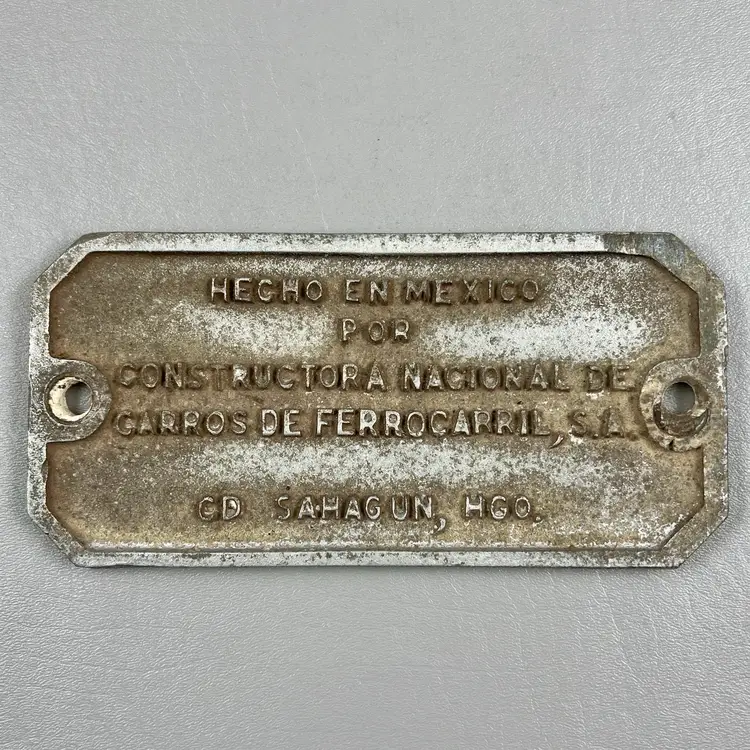 HECHO EN MEXICO
POR
CONSTRUCTORA NACIONAL DE
CARROS DE FERROCARRIL, S.A.
CD SAHAGUN, HGO.